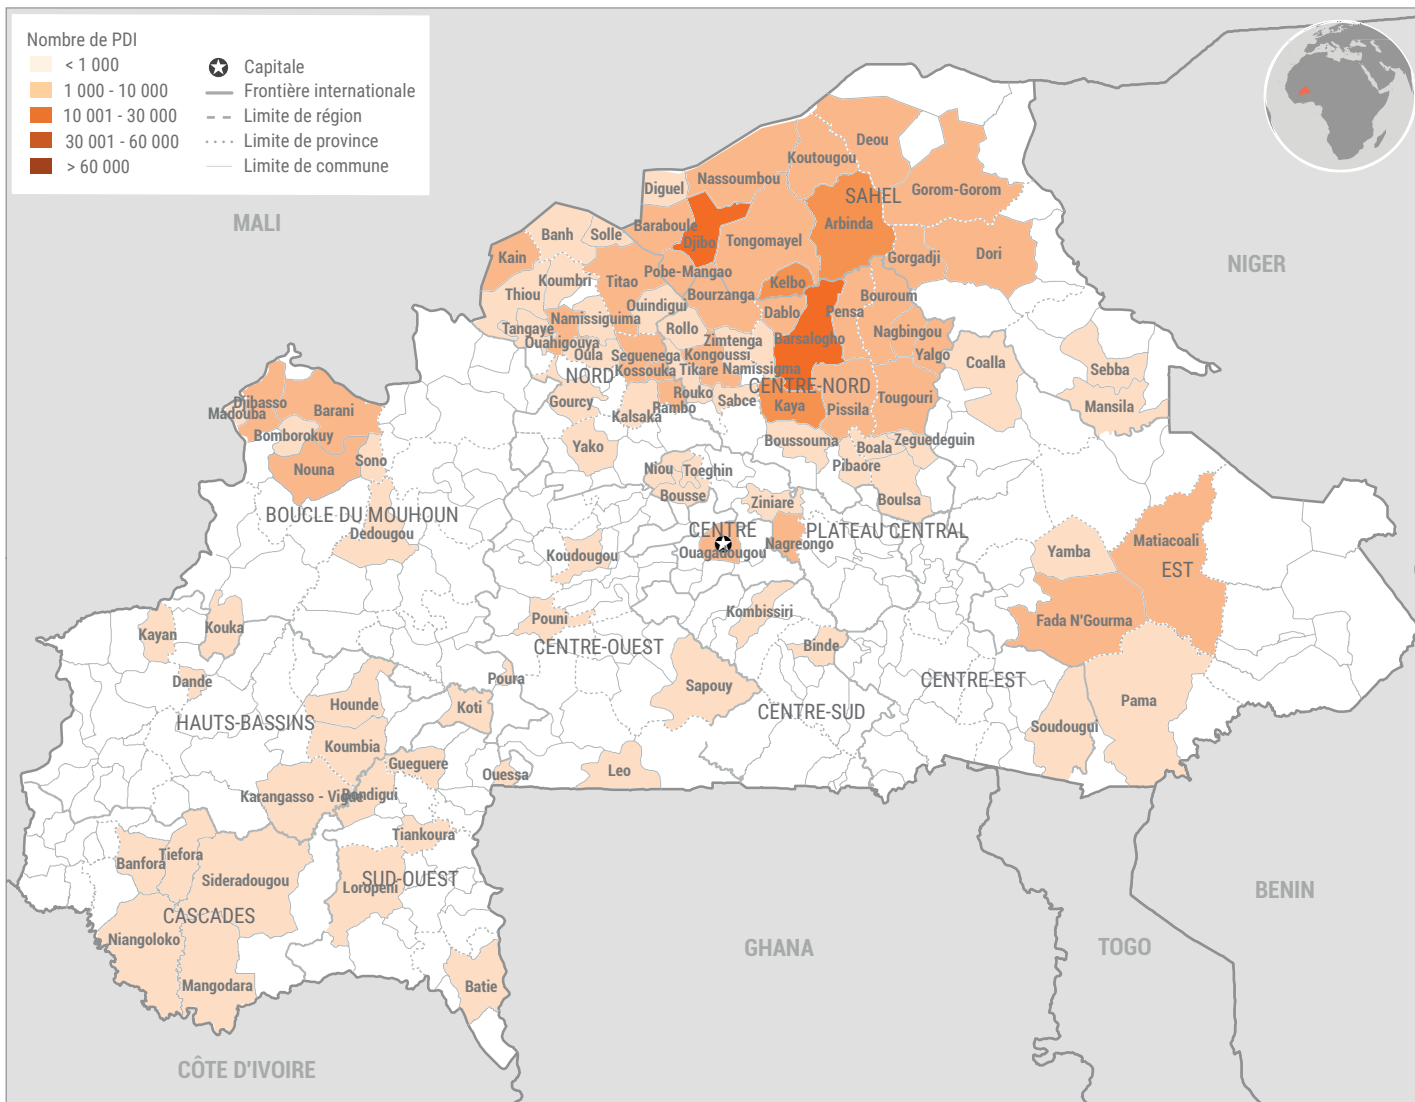 Nombre de PDI
< 1 000
1 000 - 10 000
10 001 - 30 000
30 001 - 60 000
> 60 000
Capitale
Frontière internationale
Limite de région
Limite de province
Limite de commune
MALI
NIGER
BENIN
TOGO
GHANA
CÔTE D'IVOIRE
SAHEL
Deou
Koutougou
Nassoumbou
Diguel
Gorom-Gorom
Arbinda
Baraboule
Djibo
Tongomayel
Gorgadji
Dori
Banh
Solle
Kain
Koumbri
Titao
Pobe-Mangao
Kelbo
Bourzanga
Thiou
Ouindigui
Dablo
Pensa
Bouroum
Namissiguima
Tangaye
Rollo
Ouahigouya
Zimtenga
Barsalogho
Nagbingou
Yalgo
Oula
Seguenega
Kongoussi
Kossouka
Tikare
Namissigma
NORD
CENTRE-NORD
Coalla
Sebba
Mansila
Gourcy
Kalsaka
Rambo
Rouko
Sabce
Kaya
Pissila
Tougouri
Djibasso
Madouba
Barani
Bomborokuy
Nouna
Sono
Yako
Boussouma
Boala
Zeguedeguin
Pibaore
Boulsa
Niou
Toeghin
Bousse
Ziniare
BOUCLE DU MOUHOUN
Dedougou
CENTRE
Ouagadougou
Nagreongo
PLATEAU CENTRAL
Koudougou
Yamba
Matiacoali
EST
Fada N'Gourma
Kayan
Kouka
Pouni
Kombissiri
Binde
CENTRE-OUEST
CENTRE-EST
Dande
Poura
Sapouy
Pama
Hounde
Koti
CENTRE-SUD
HAUTS-BASSINS
Soudougui
Koumbia
Gueguere
Ouessa
Leo
Karangasso - Vigue
Bondigui
Tiankoura
Banfora
Tiefora
Sideradougou
Loropeni
SUD-OUEST
CASCADES
Niangoloko
Mangodara
Batie